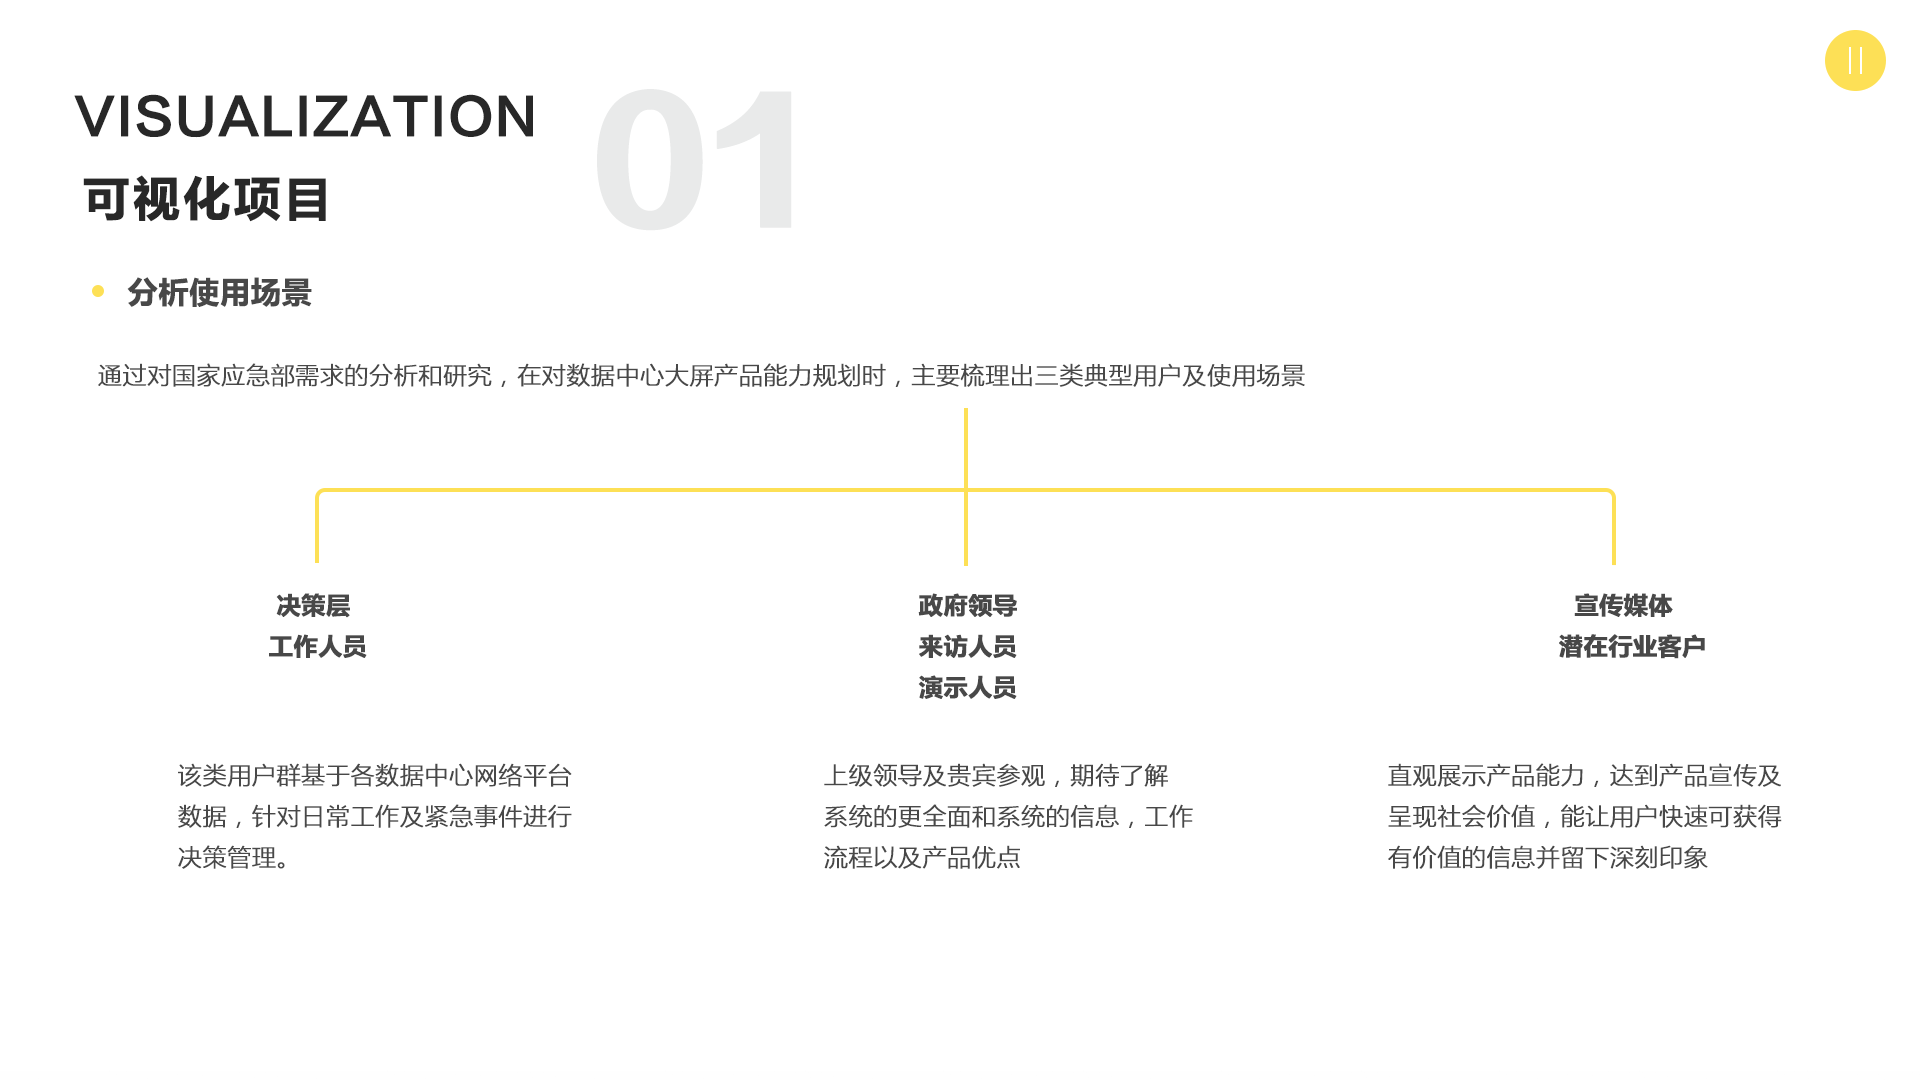 VISUALIZATION
01
可视化项目
分析使用场景
通过对国家应急部需求的分析和研究，在对数据中心大屏产品能力规划时，主要梳理出三类典型用户及使用场景
决策层
工作人员
政府领导
来访人员
演示人员
宣传媒体
潜在行业客户
该类用户群基于各数据中心网络平台
数据，针对日常工作及紧急事件进行
决策管理。
上级领导及贵宾参观，期待了解
系统的更全面和系统的信息，工作
流程以及产品优点
直观展示产品能力，达到产品宣传及
呈现社会价值，能让用户快速可获得
有价值的信息并留下深刻印象